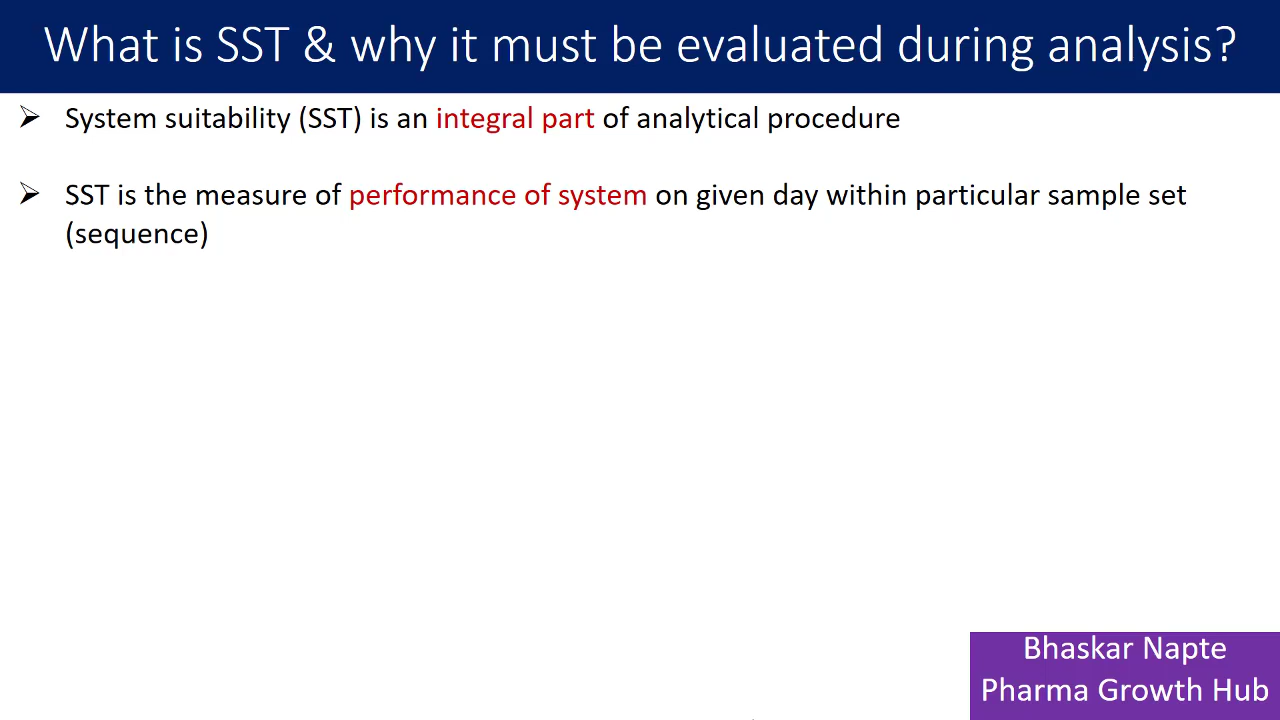 What is SST & why it must be evaluated during analysis?
System suitability (SST) is an integral part of analytical procedure
SST is the measure of performance of system on given day within particular sample set
(sequence)
Bhaskar Napte
Pharma Growth Hub